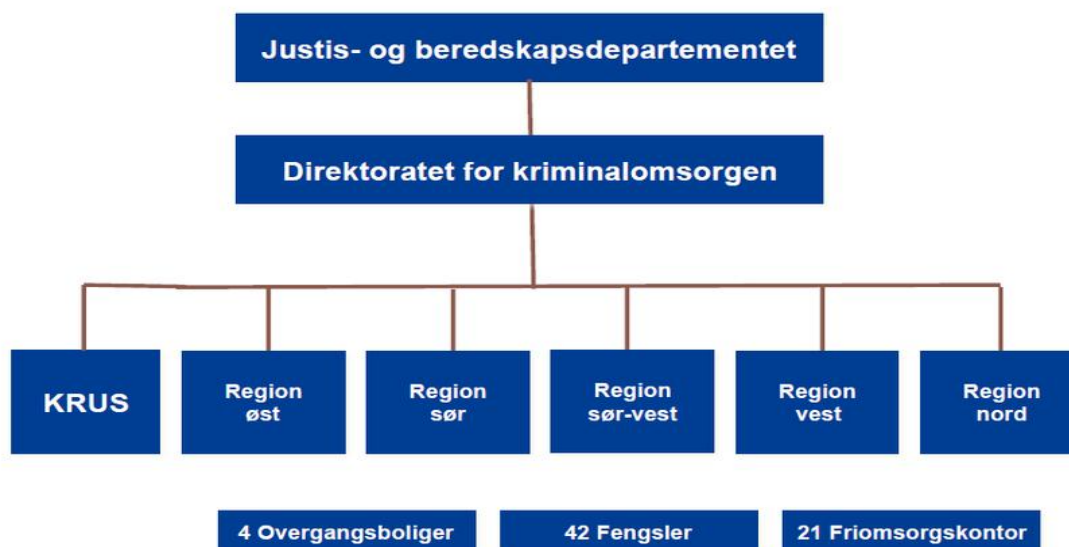 Justis- og beredskapsdepartementet
Direktoratet for kriminalomsorgen
KRUS
Region
øst
Region
sør
Region
sør-vest
Region
vest
Region
nord
4 Overgangsboliger
42 Fengsler
21 Friomsorgskontor